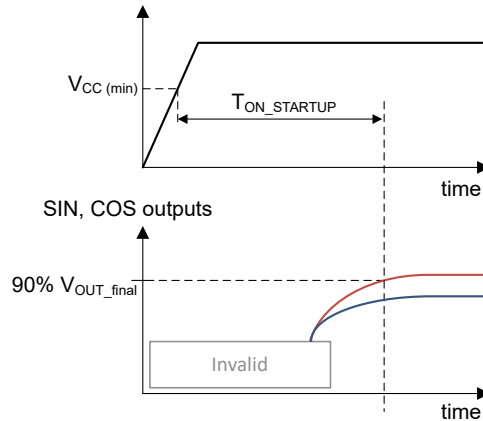 V_CC (min)
T_ON_STARTUP
time
SIN, COS outputs
90% V_OUT_final
Invalid
time